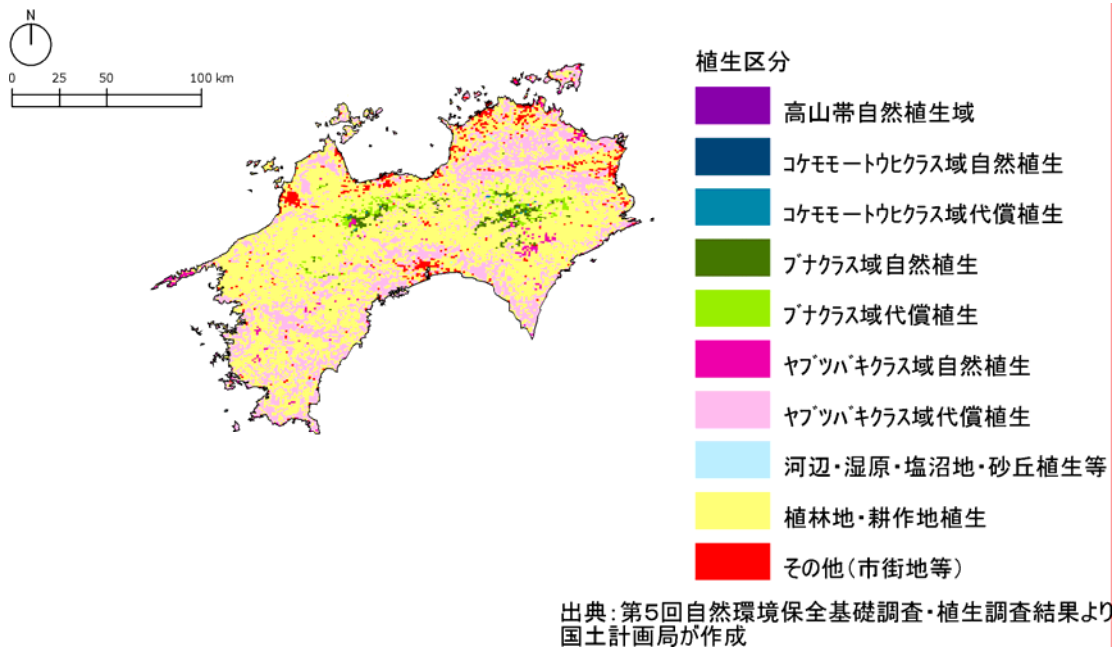 N
0 25 50 100 km
植生区分
高山帯自然植生域
コケモモートウヒクラス域自然植生
コケモモートウヒクラス域代償植生
ブナクラス域自然植生
ブナクラス域代償植生
ヤブツバキクラス域自然植生
ヤブツバキクラス域代償植生
河辺・湿原・塩沼地・砂丘植生等
植林地・耕作地植生
その他(市街地等)
出典:第5回自然環境保全基礎調査・植生調査結果より
国土計画局が作成